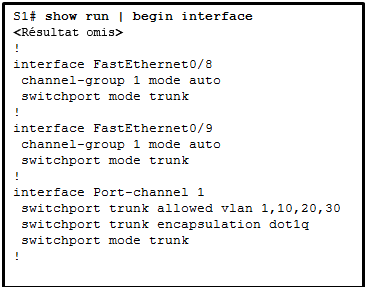 S1# show run | begin interface
<Résultat omis>
!
interface FastEthernet0/8
 channel-group 1 mode auto
 switchport mode trunk
!
interface FastEthernet0/9
 channel-group 1 mode auto
 switchport mode trunk
!
interface Port-channel 1
 switchport trunk allowed vlan 1,10,20,30
 switchport trunk encapsulation dot1q
 switchport mode trunk
!